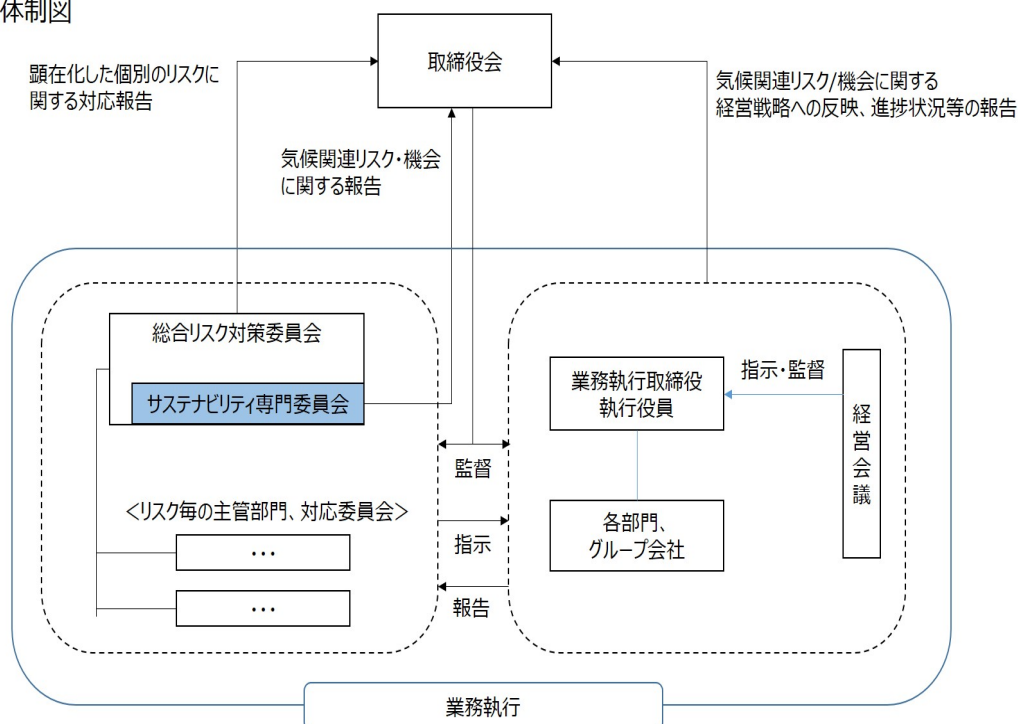 体制図
取締役会
顕在化した個別のリスクに
関する対応報告
気候関連リスク/機会に関する
経営戦略への反映、進捗状況等の報告
気候関連リスク・機会
に関する報告
総合リスク対策委員会
サステナビリティ専門委員会
<リスク毎の主管部門、対応委員会>
・・・
・・・
監督
指示
報告
業務執行取締役
執行役員
指示・監督
経営会議
各部門、
グループ会社
業務執行